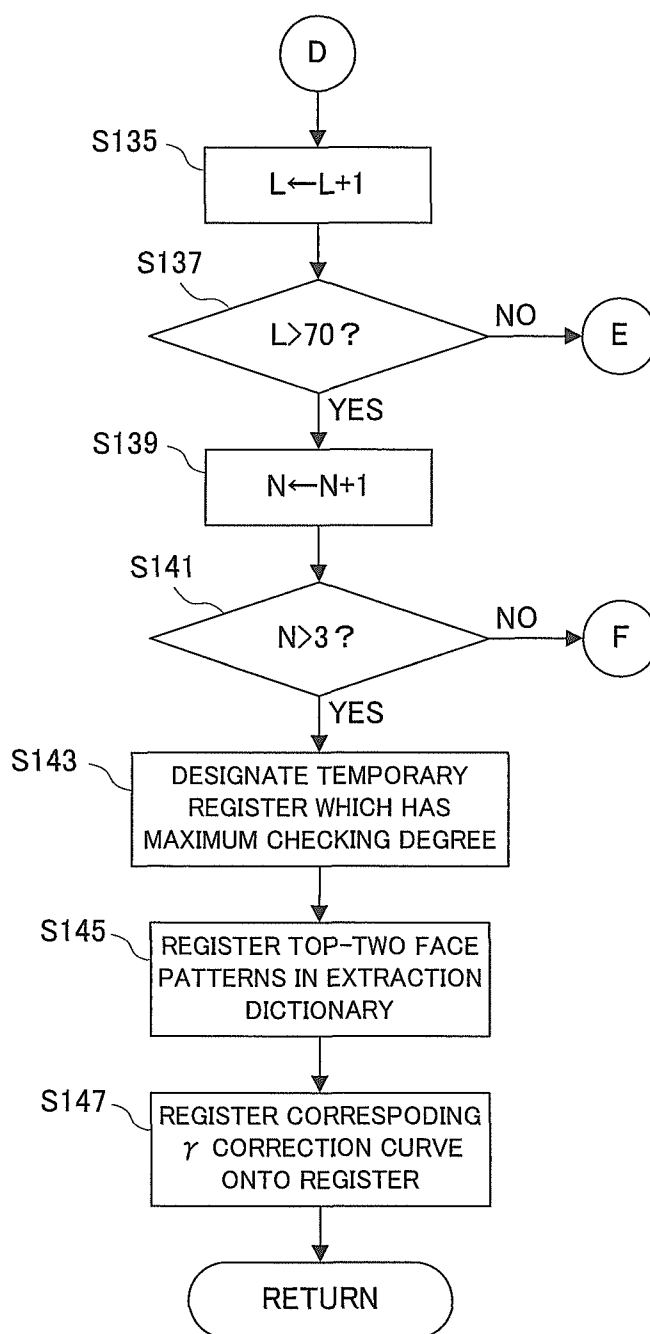 D
S135
L←L+1
S137
L>70?
NO
E
YES
S139
N←N+1
S141
N>3?
NO
F
YES
S143
DESIGNATE TEMPORARY
REGISTER WHICH HAS
MAXIMUM CHECKING DEGREE
S145
REGISTER TOP-TWO FACE
PATTERNS IN EXTRACTION
DICTIONARY
S147
REGISTER CORRESPODING
γ CORRECTION CURVE
ONTO REGISTER
RETURN